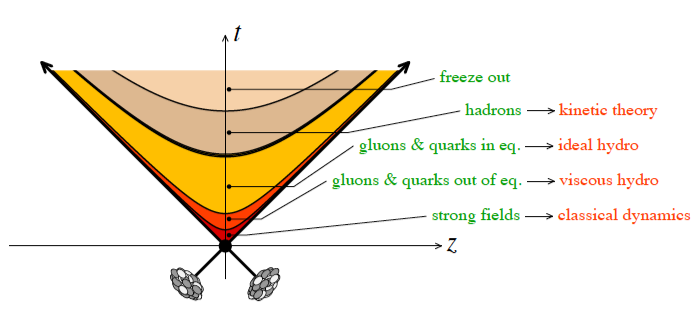 t
freeze out
hadrons → kinetic theory
gluons & quarks in eq. → ideal hydro
gluons & quarks out of eq. → viscous hydro
strong fields → classical dynamics
z